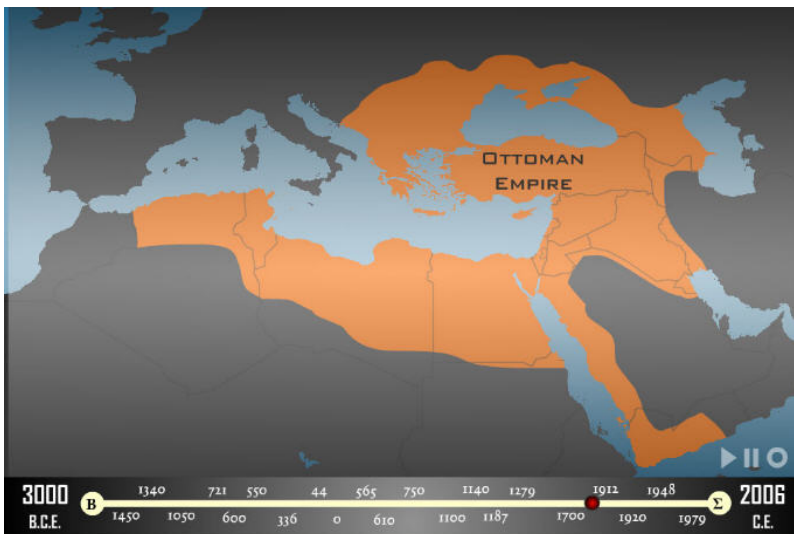 OTTOMAN
EMPIRE
3000
B.C.E.
B
1340 721 550 44 565 750 1140 1279 1912 1948
1450 1050 600 336 0 610 1100 1187 1700 1920 1979
Σ
2006
C.E.